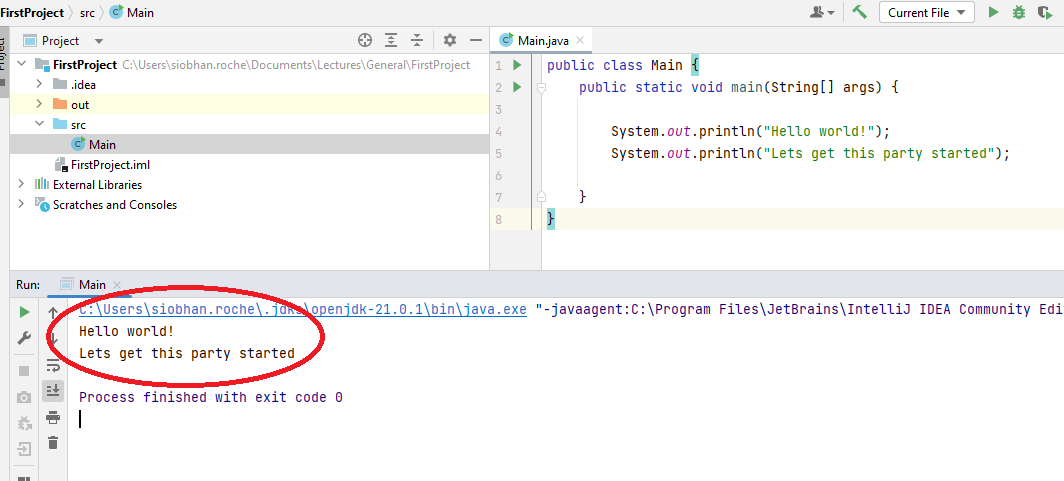 FirstProject src Main
Current File
Project
Project
FirstProject C:\Users\siobhan.roche\Documents\Lectures\General\FirstProject
.idea
out
src
Main
FirstProject.iml
External Libraries
Scratches and Consoles
Main.java
1 public class Main {
2 public static void main(String[] args) {
3
4 System.out.println("Hello world!");
5 System.out.println("Lets get this party started");
6
7 }
8 }
Run: Main
C:\Users\siobhan.roche\.jdks\openjdk-21.0.1\bin\java.exe "-javaagent:C:\Program Files\JetBrains\IntelliJ IDEA Community Edi
Hello world!
Lets get this party started
Process finished with exit code 0